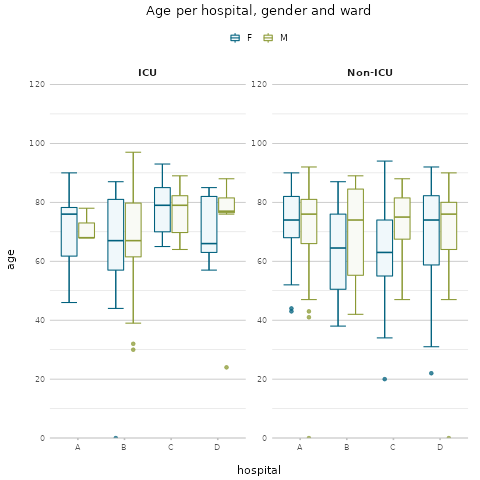 Age per hospital, gender and ward
F M
ICU Non-ICU
120 120
100 100
80 80
60 60
40 40
20 20
0 0
A B C D A B C D
age
hospital